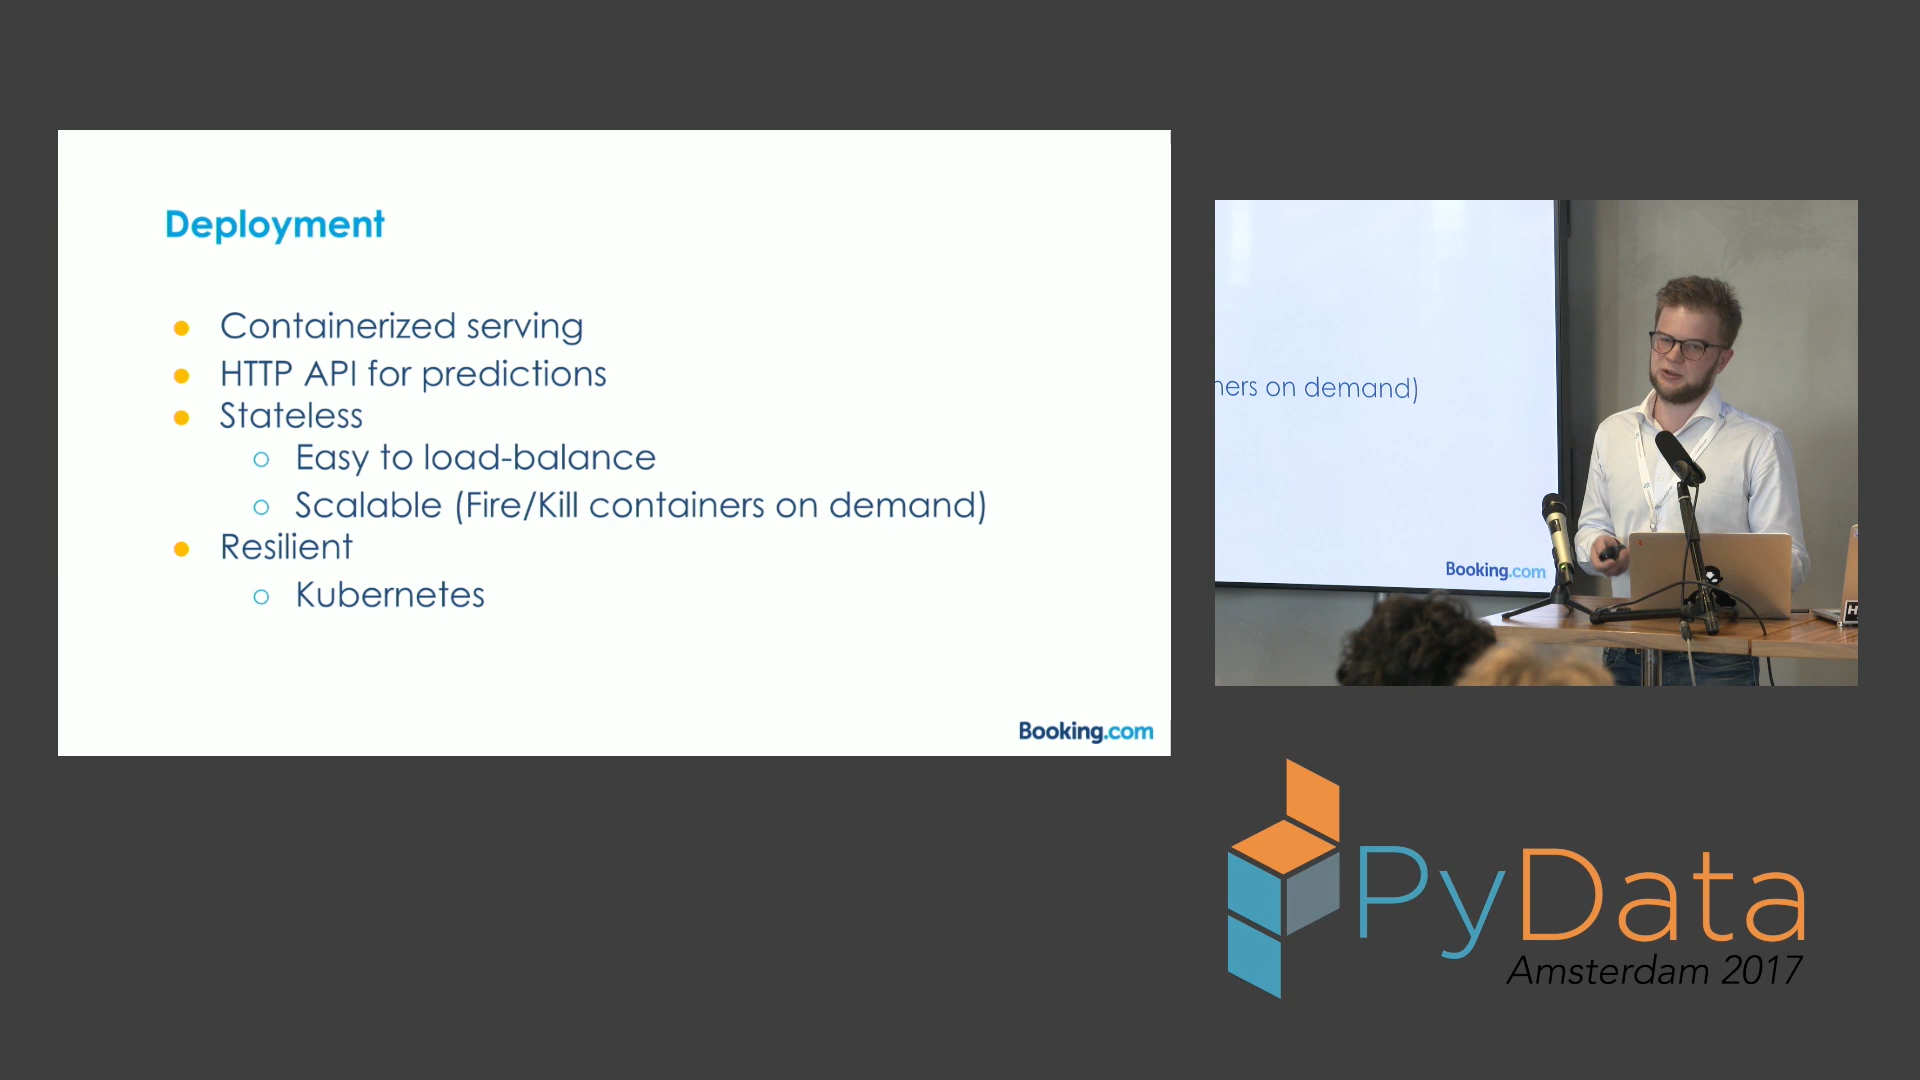 Deployment
Containerized serving
HTTP API for predictions
Stateless
Easy to load-balance
Scalable (Fire/Kill containers on demand)
Resilient
Kubernetes
Booking.com
ners on demand)
Booking.com
PyData
Amsterdam 2017